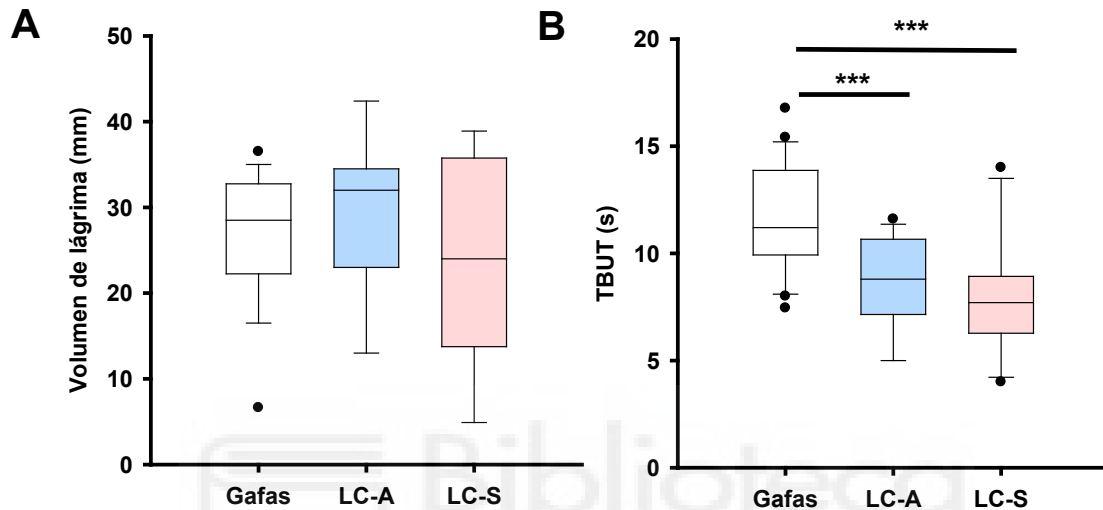 A
Volumen de lágrima (mm)
50
40
30
20
10
0
Gafas LC-A LC-S
B
TBUT (s)
20
15
10
5
0
***
***
Gafas LC-A LC-S
Biblioteca